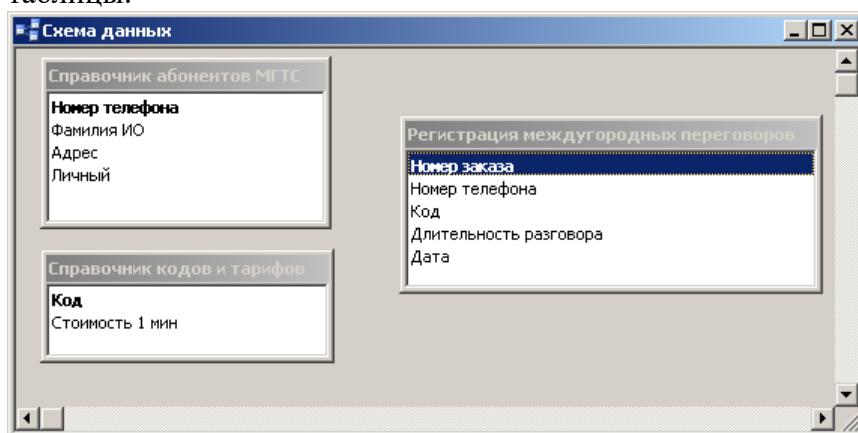 таблицы.
Схема данных
Справочник абонентов МГТС
Номер телефона
Фамилия ИО
Адрес
Личный
Регистрация междугородных переговоров
Номер заказа
Номер телефона
Код
Длительность разговора
Дата
Справочник кодов и тарифов
Код
Стоимость 1 мин